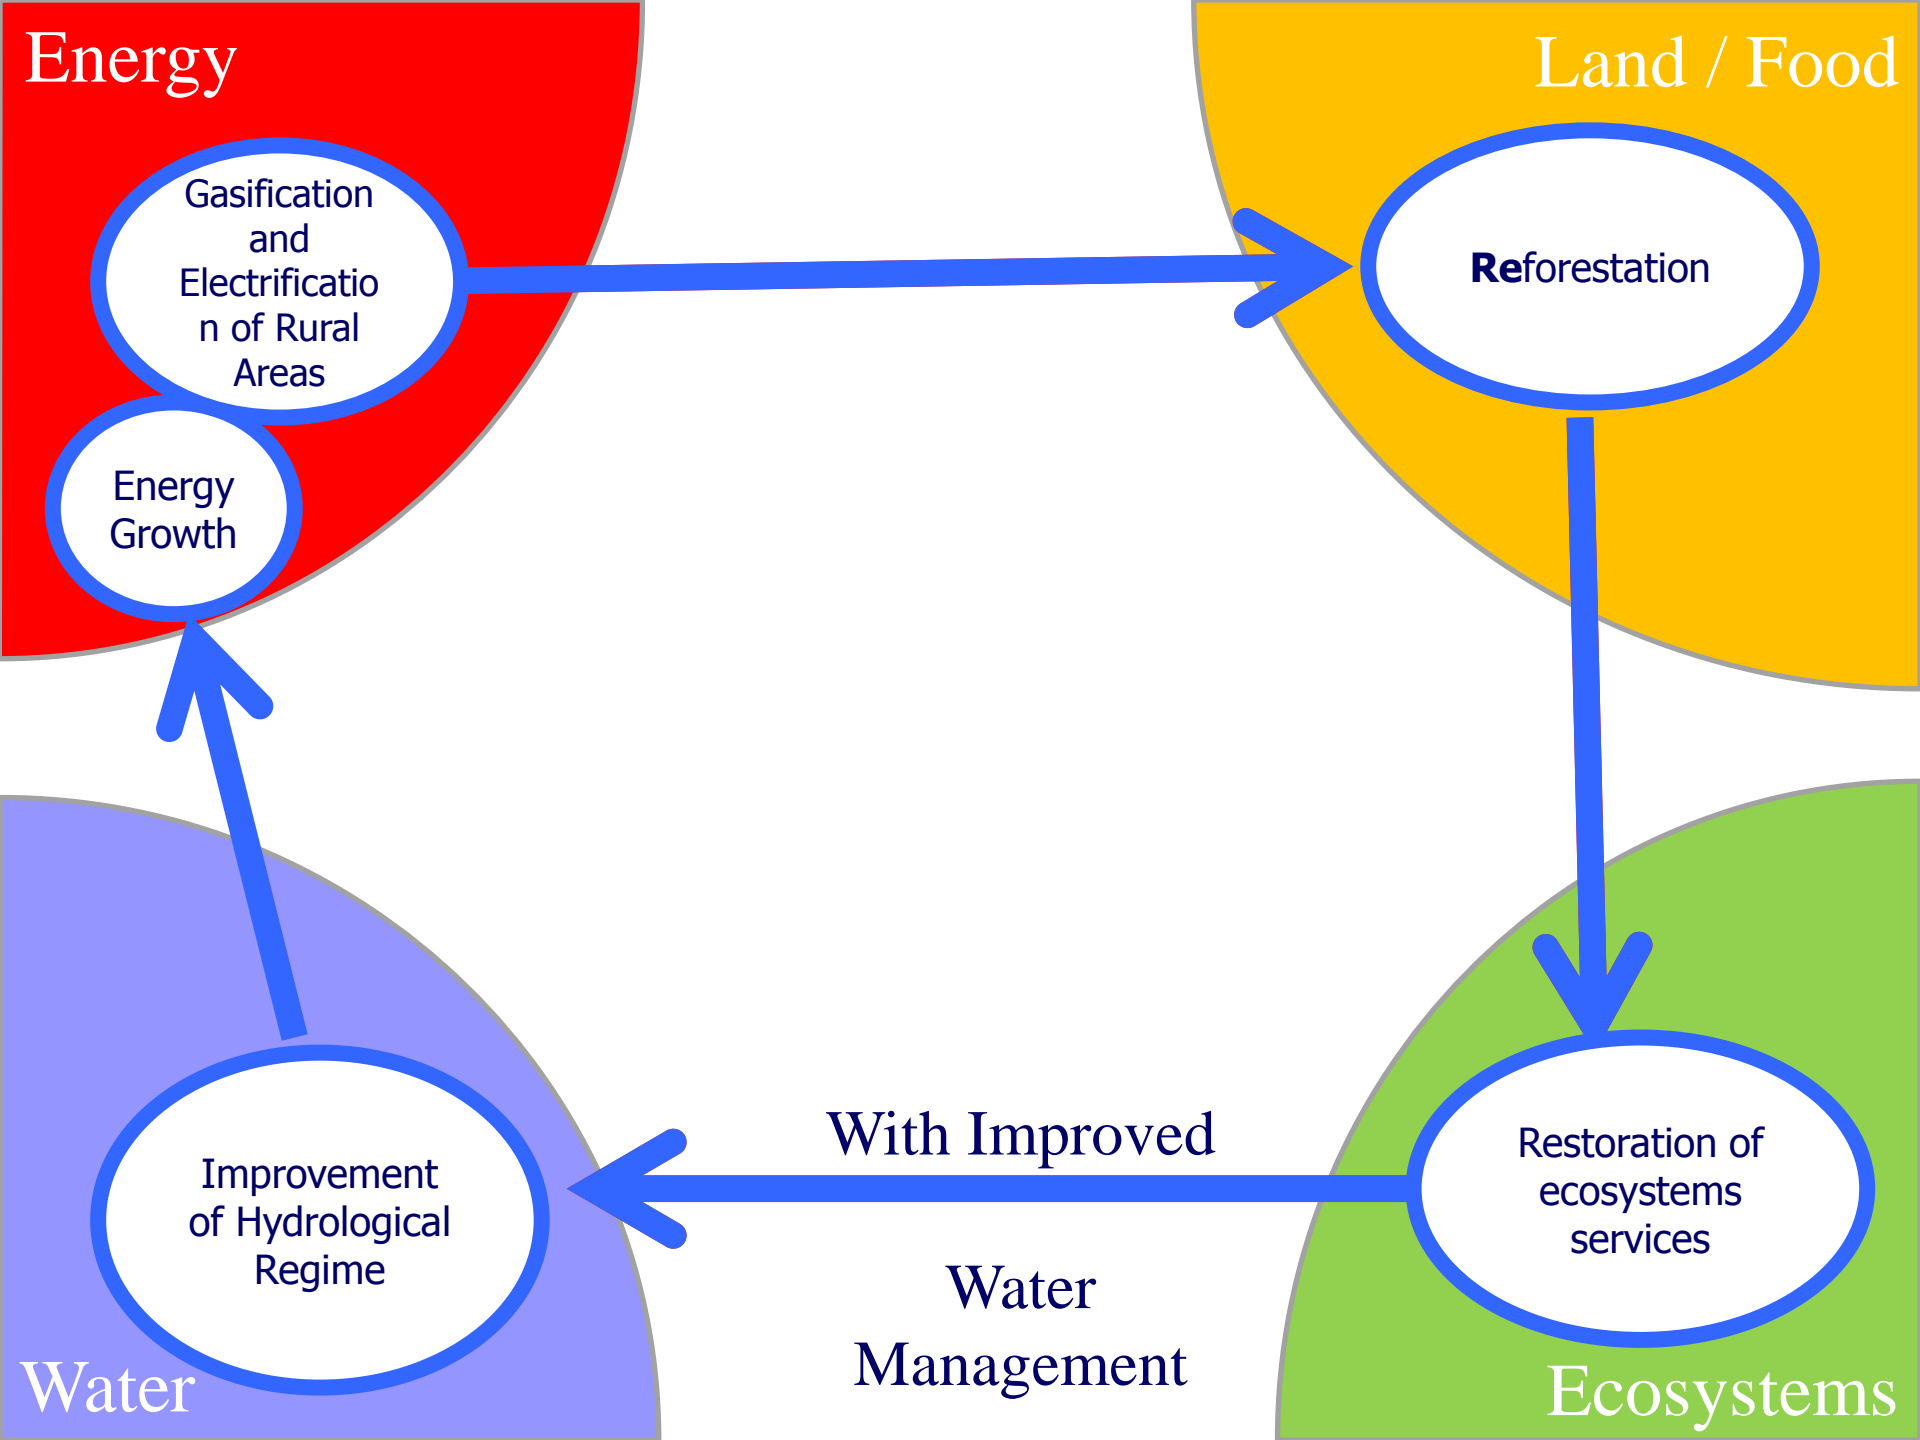 Energy
Land / Food
Gasification
and
Electrificatio
n of Rural
Areas
Reforestation
Energy
Growth
With Improved
Water
Management
Restoration of
ecosystems
services
Improvement
of Hydrological
Regime
Water
Ecosystems